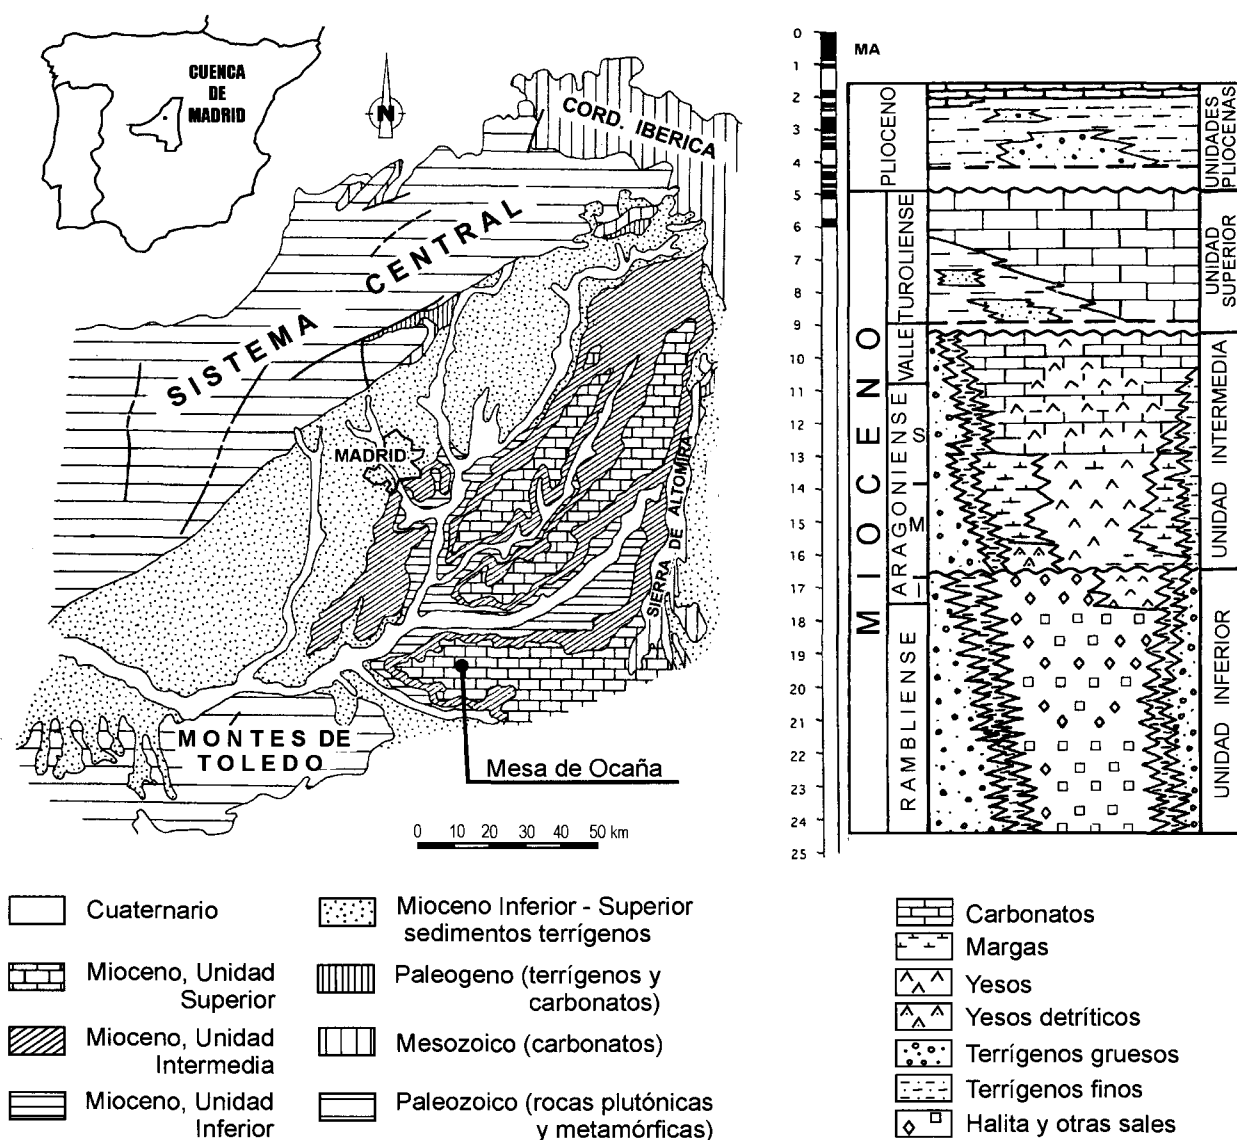 CUENCA
DE
MADRID
N
CORD. IBERICA
SISTEMA CENTRAL
MADRID
SIERRA DE ALTOMIRA
MONTES DE
TOLEDO
Mesa de Ocaña
0 10 20 30 40 50 km
Cuaternario
Mioceno, Unidad
Superior
Mioceno, Unidad
Intermedia
Mioceno, Unidad
Inferior
Mioceno Inferior - Superior
sedimentos terrígenos
Paleogeno (terrígenos y
carbonatos)
Mesozoico (carbonatos)
Paleozoico (rocas plutónicas
y metamórficas)
MA
0
1
2
3
4
5
6
7
8
9
10
11
12
13
14
15
16
17
18
19
20
21
22
23
24
25
PLIOCENO
MIOCENO
TUROLIENSE
VALLE
ARAGONIENSE
S
M
I
RAMBLIENSE
UNIDADES
PLIOCENAS
UNIDAD
SUPERIOR
UNIDAD INTERMEDIA
UNIDAD INFERIOR
Carbonatos
Margas
Yesos
Yesos detríticos
Terrígenos gruesos
Terrígenos finos
Halita y otras sales